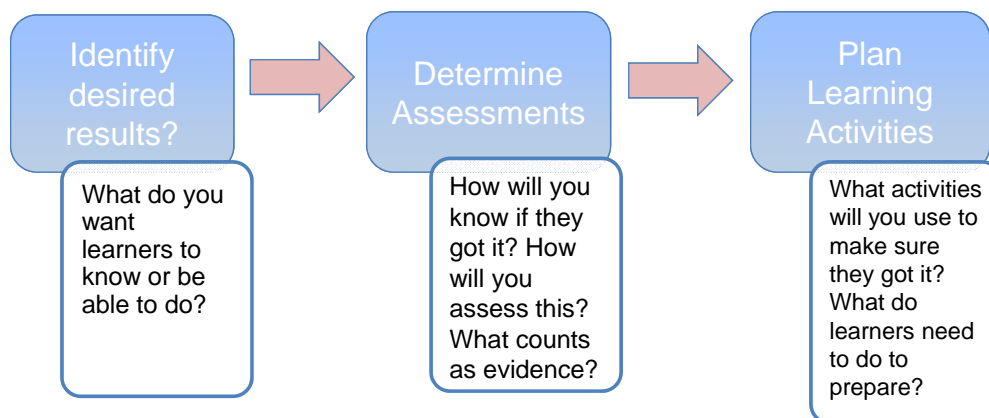 Identify
desired
results?
What do you
want
learners to
know or be
able to do?
Determine
Assessments
How will you
know if they
got it? How
will you
assess this?
What counts
as evidence?
Plan
Learning
Activities
What activities
will you use to
make sure
they got it?
What do
learners need
to do to
prepare?